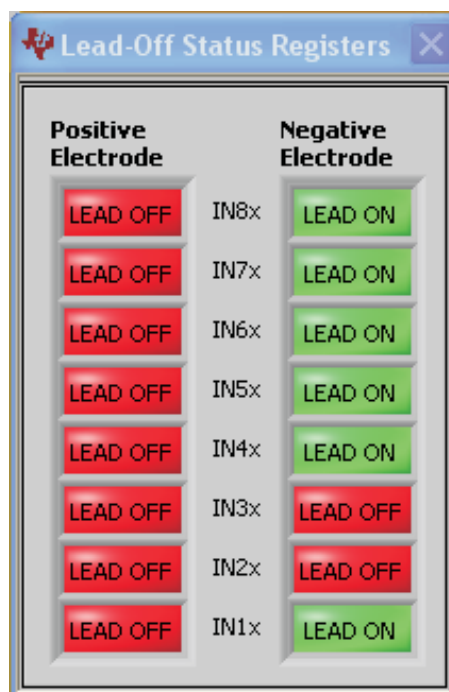 Lead-Off Status Registers
Positive Electrode
Negative Electrode
LEAD OFF IN8x LEAD ON
LEAD OFF IN7x LEAD ON
LEAD OFF IN6x LEAD ON
LEAD OFF IN5x LEAD ON
LEAD OFF IN4x LEAD ON
LEAD OFF IN3x LEAD OFF
LEAD OFF IN2x LEAD OFF
LEAD OFF IN1x LEAD ON